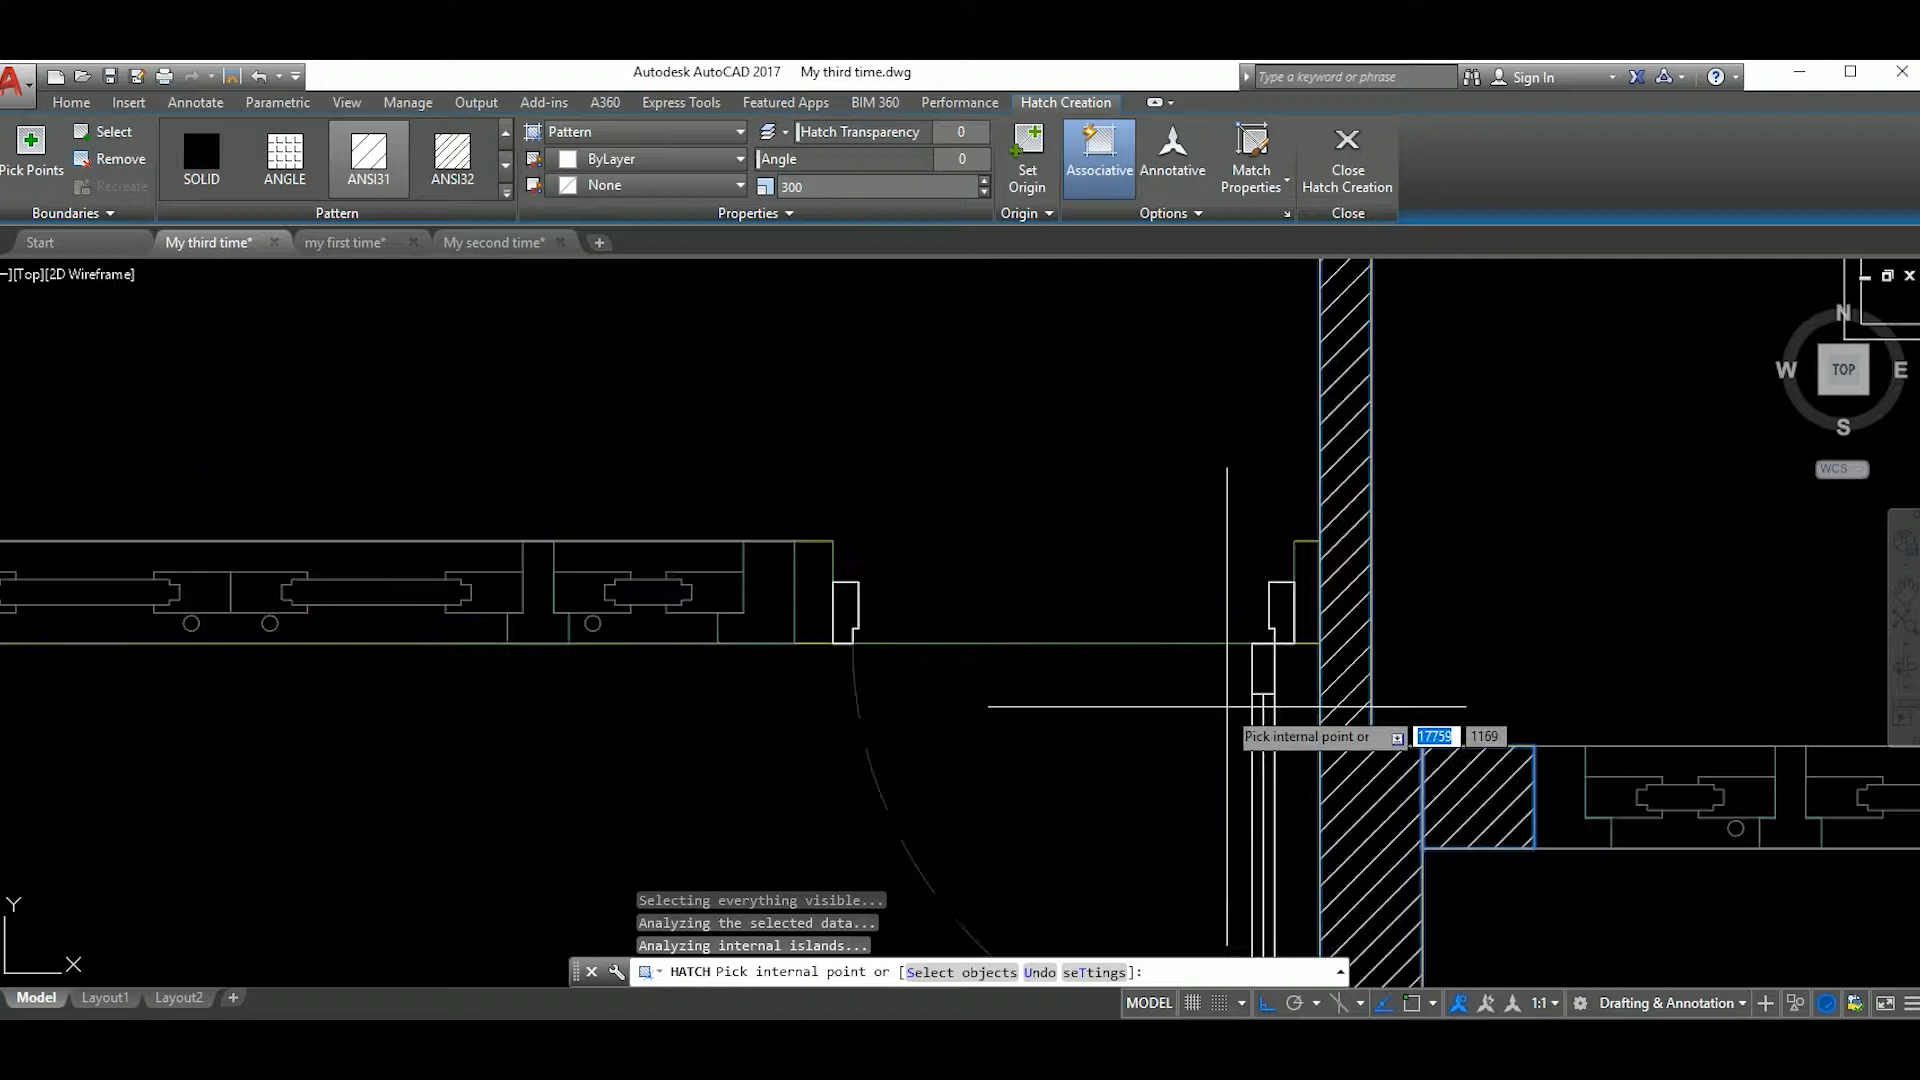 Autodesk AutoCAD 2017 My third time.dwg
Type a keyword or phrase
Sign In
Home Insert Annotate Parametric View Manage Output Add-ins A360 Express Tools Featured Apps BIM 360 Performance Hatch Creation
Pick Points
Select
Remove
Recreate
Boundaries
SOLID
ANGLE
ANSI31
ANSI32
Pattern
Pattern
ByLayer
None
Hatch Transparency 0
Angle 0
300
Properties
Set
Origin
Origin
Associative
Annotative
Match
Properties
Options
Close
Hatch Creation
Close
Start My third time* my first time* My second time*
][Top][2D Wireframe]
N
W TOP E
S
WCS
Pick internal point or 17759 1169
Selecting everything visible...
Analyzing the selected data...
Analyzing internal islands...
HATCH Pick internal point or [Select objects Undo seTtings]:
Y
X
Model Layout1 Layout2
MODEL 1:1 Drafting & Annotation